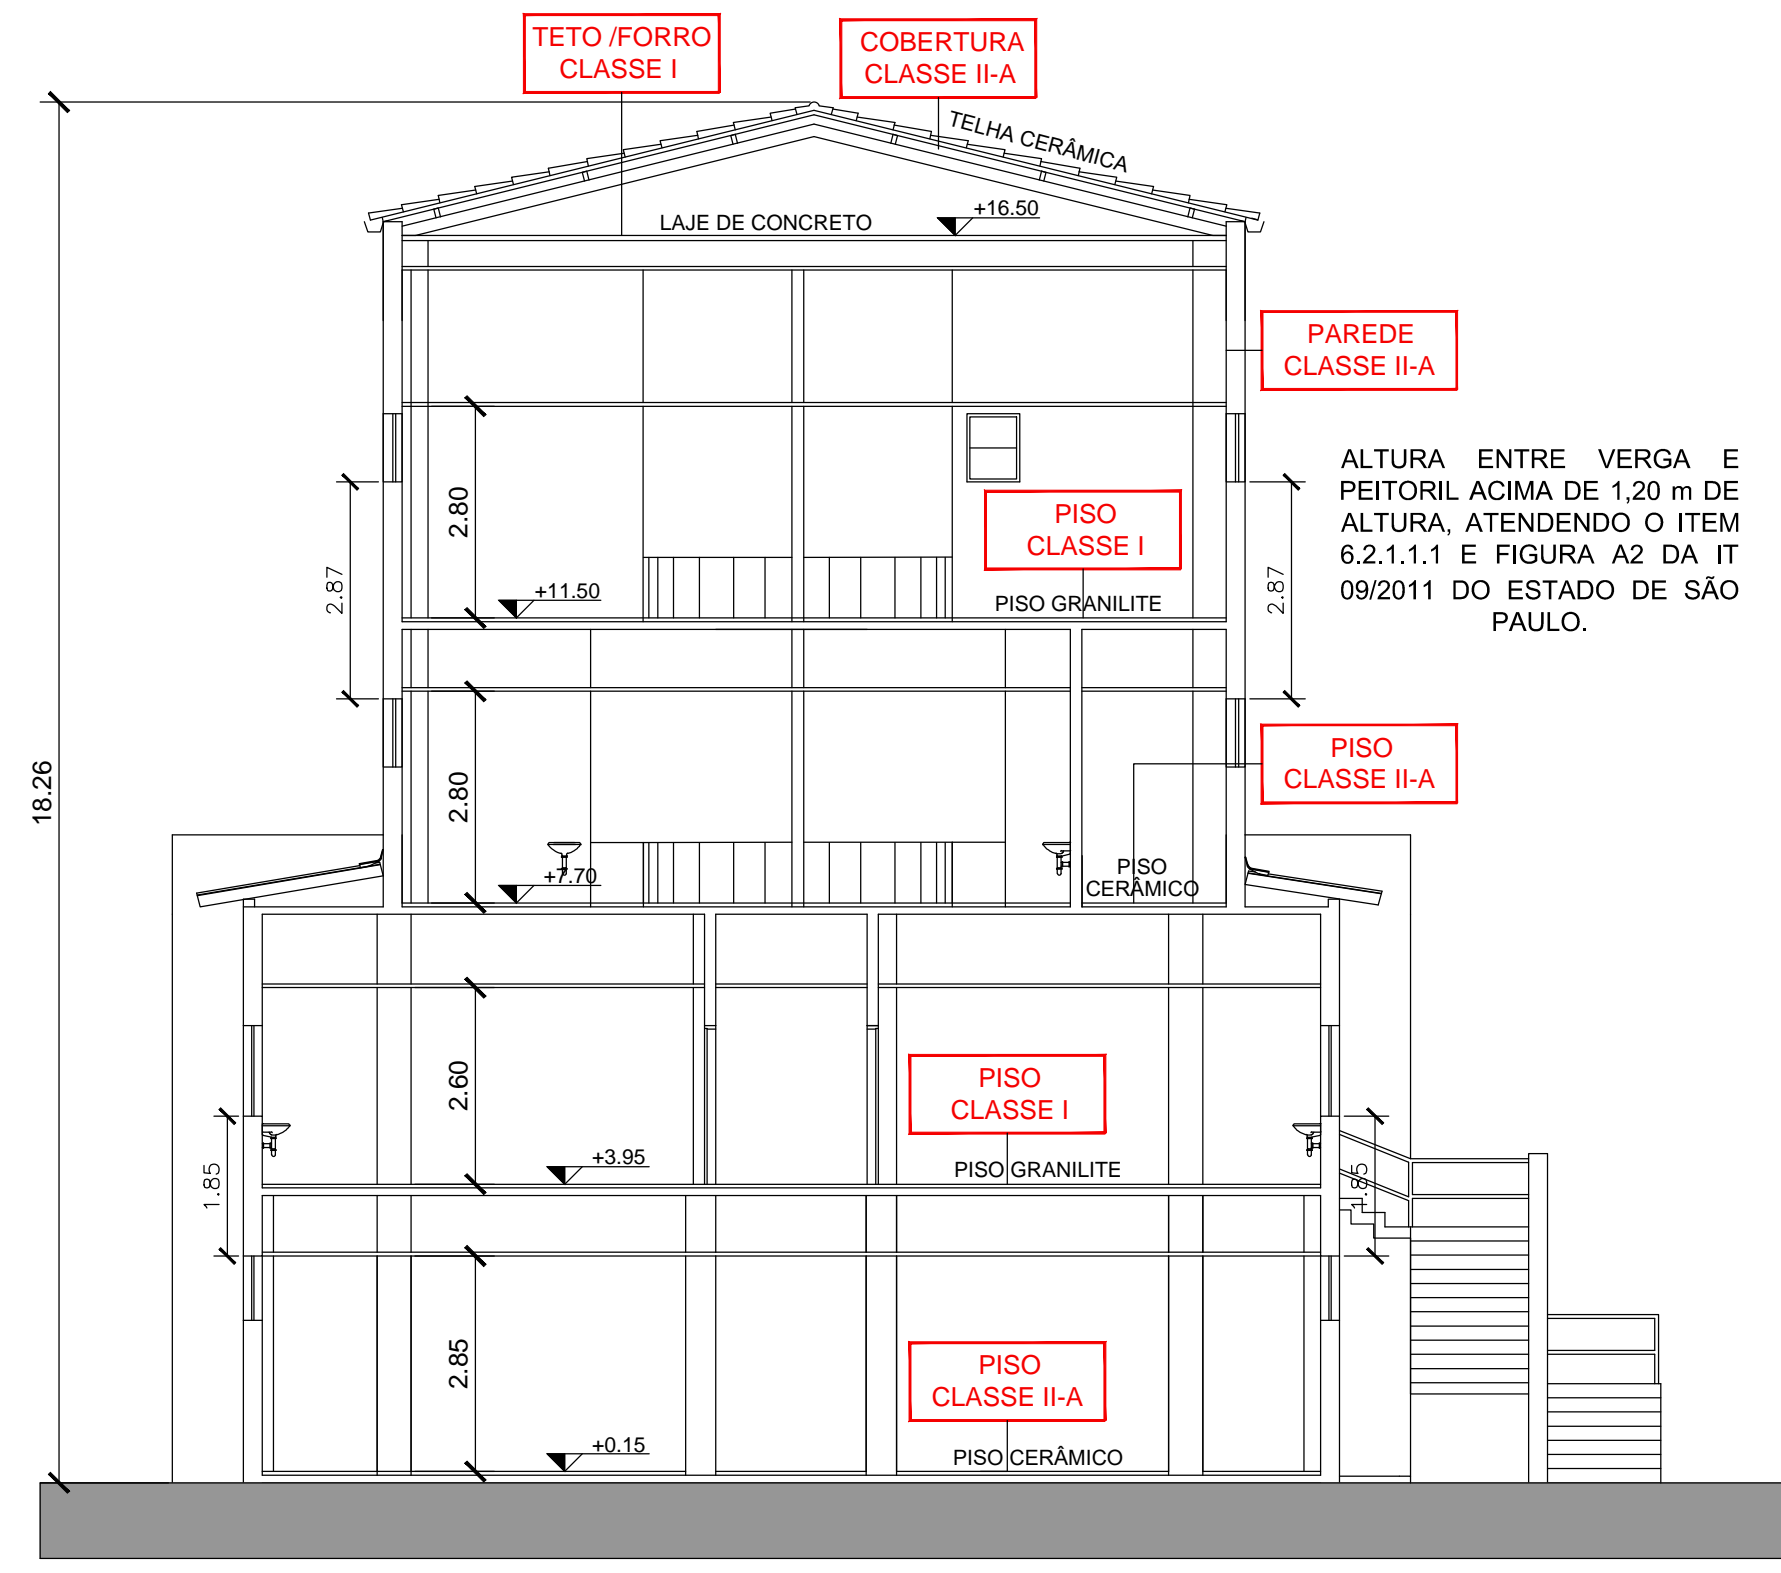 TETO /FORRO
CLASSE I
COBERTURA
CLASSE II-A
TELHA CERÂMICA
LAJE DE CONCRETO
+16.50
PAREDE
CLASSE II-A
ALTURA ENTRE VERGA E
PEITORIL ACIMA DE 1,20 m DE
ALTURA, ATENDENDO O ITEM
6.2.1.1.1 E FIGURA A2 DA IT
09/2011 DO ESTADO DE SÃO
PAULO.
2.80
PISO
CLASSE I
2.87
2.87
+11.50
PISO GRANILITE
18.26
2.80
PISO
CLASSE II-A
+7.70
PISO
CERÂMICO
2.60
PISO
CLASSE I
+3.95
PISO GRANILITE
1.85
1.85
2.85
PISO
CLASSE II-A
+0.15
PISO CERÂMICO